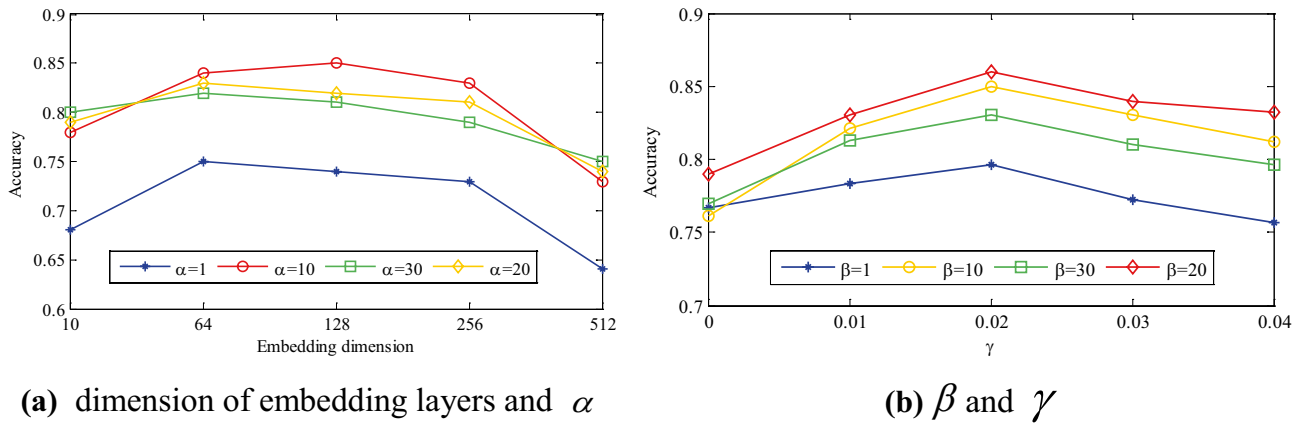 0.9
0.85
0.8
0.75
0.7
0.65
0.6
Accuracy
α=1 α=10 α=30 α=20
10 64 128 256 512
Embedding dimension
(a) dimension of embedding layers and α
0.9
0.85
0.8
0.75
0.7
Accuracy
β=1 β=10 β=30 β=20
0 0.01 0.02 0.03 0.04
γ
(b) β and γ